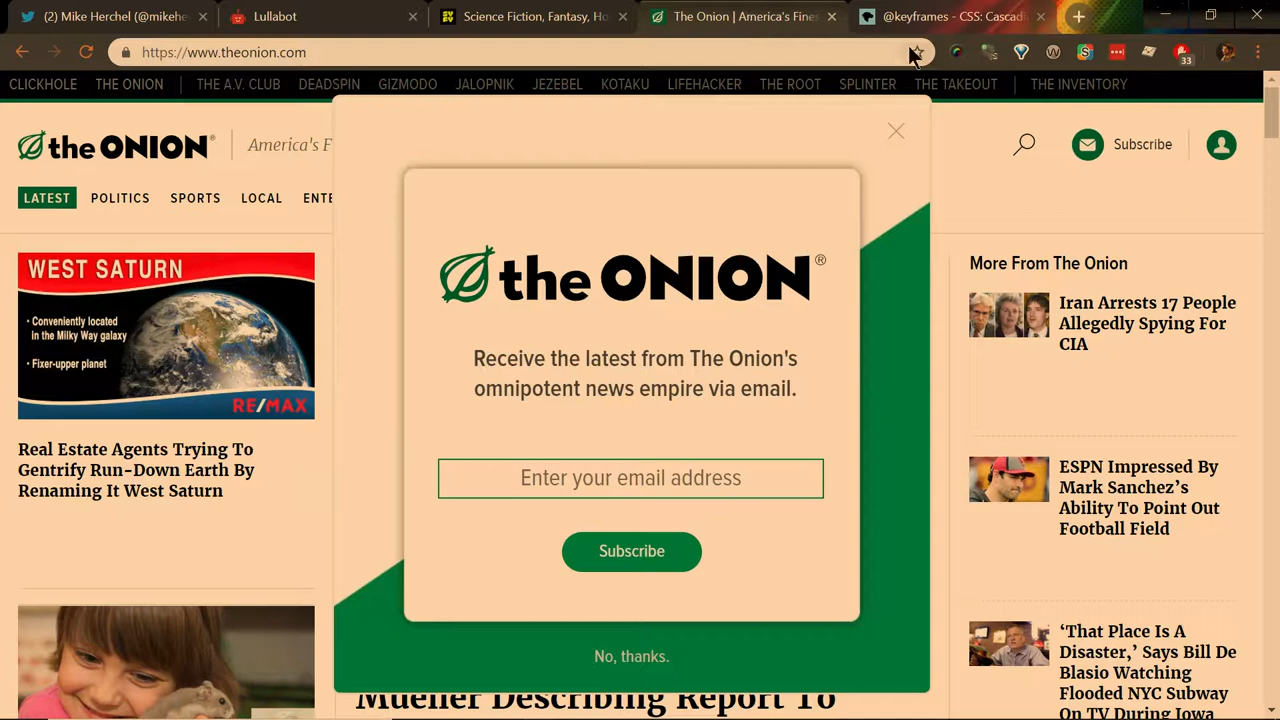 (2) Mike Herchel (@mikehe
Lullabot
Science Fiction, Fantasy, Ho
The Onion | America's Fines
@keyframes - CSS: Cascadi
https://www.theonion.com
33
CLICKHOLE THE ONION THE A.V. CLUB DEADSPIN GIZMODO JALOPNIK JEZEBEL KOTAKU LIFEHACKER THE ROOT SPLINTER THE TAKEOUT THE INVENTORY
the ONION®
America's F
Subscribe
LATEST POLITICS SPORTS LOCAL ENTE
WEST SATURN
• Conveniently located
in the Milky Way galaxy
• Fixer-upper planet
RE/MAX
Real Estate Agents Trying To
Gentrify Run-Down Earth By
Renaming It West Saturn
the ONION®
Receive the latest from The Onion's
omnipotent news empire via email.
Enter your email address
Subscribe
No, thanks.
Mueller Describing Report To
More From The Onion
Iran Arrests 17 People
Allegedly Spying For
CIA
ESPN Impressed By
Mark Sanchez’s
Ability To Point Out
Football Field
‘That Place Is A
Disaster,’ Says Bill De
Blasio Watching
Flooded NYC Subway
On TV During Iowa